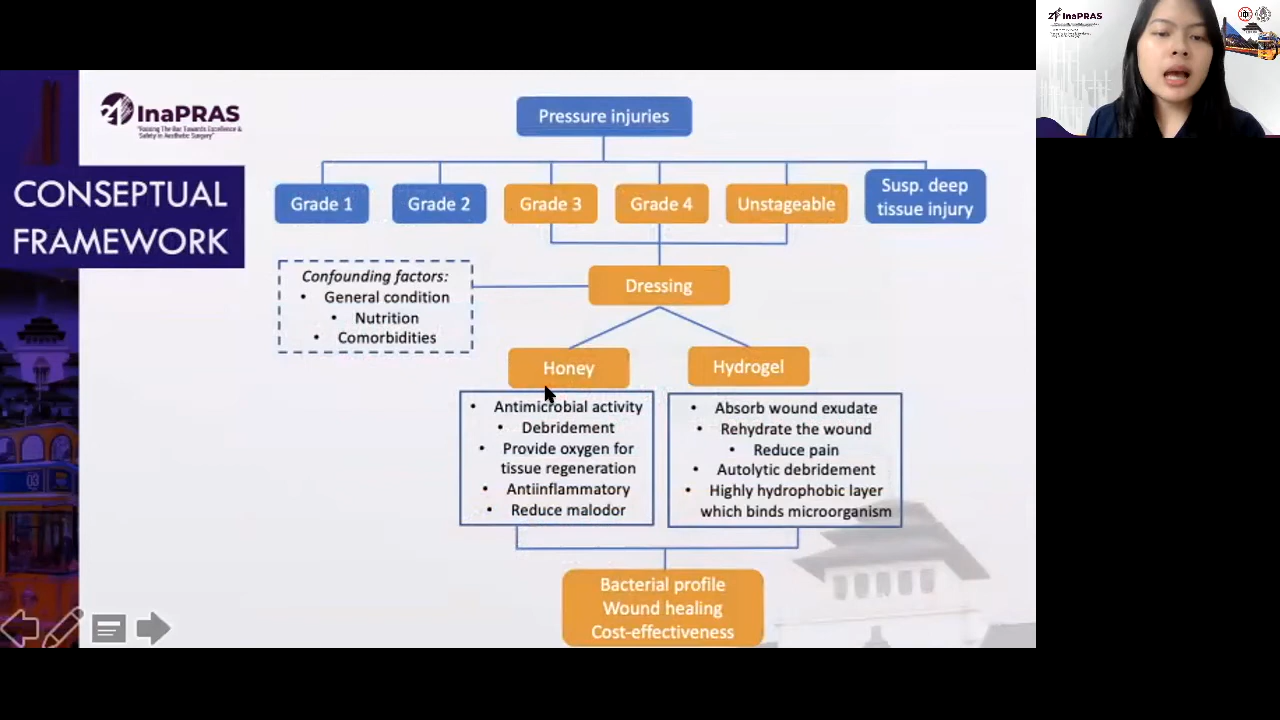 InaPRAS
"Raising The Bar Towards Excellence &
Safety in Aesthetic Surgery"
CONSEPTUAL
FRAMEWORK
Pressure injuries
Grade 1
Grade 2
Grade 3
Grade 4
Unstageable
Susp. deep
tissue injury
Confounding factors:
• General condition
• Nutrition
• Comorbidities
Dressing
Honey
Hydrogel
• Antimicrobial activity
• Debridement
• Provide oxygen for
tissue regeneration
• Antiinflammatory
• Reduce malodor
• Absorb wound exudate
• Rehydrate the wound
• Reduce pain
• Autolytic debridement
• Highly hydrophobic layer
which binds microorganism
Bacterial profile
Wound healing
Cost-effectiveness
03
InaPRAS